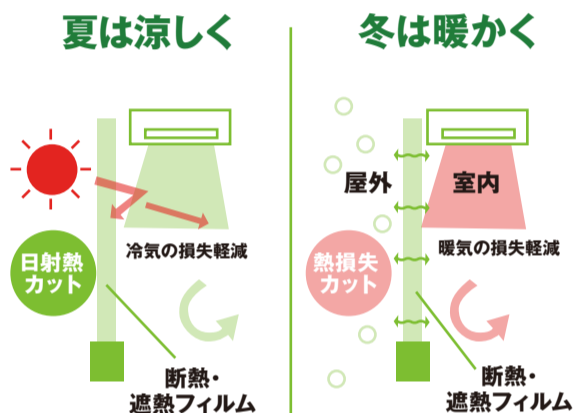 夏は涼しく
日射熱
カット
冷気の損失軽減
断熱・
遮熱フィルム
冬は暖かく
屋外
室内
熱損失
カット
暖気の損失軽減
断熱・
遮熱フィルム